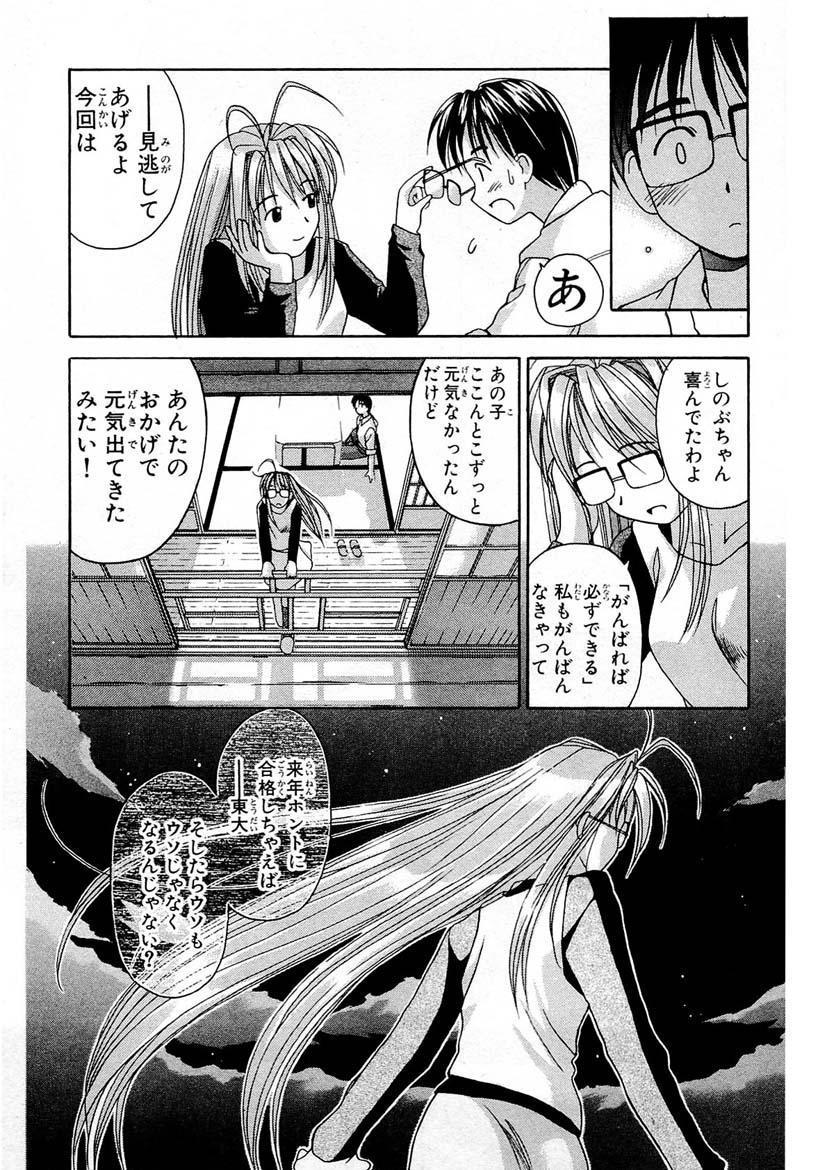 ――見逃して
あげるよ
今回は
あ
しのぶちゃん
喜んでたわよ
「がんばれば
必ずできる」
私もがんばん
なきゃって
あの子
ここんとこずっと
元気なかったん
だけど
あんたの
おかげで
元気出てきた
みたい！
来年ホントに
合格しちゃえば
――東大
そしたらウソも
ウソじゃなく
なるんじゃない？